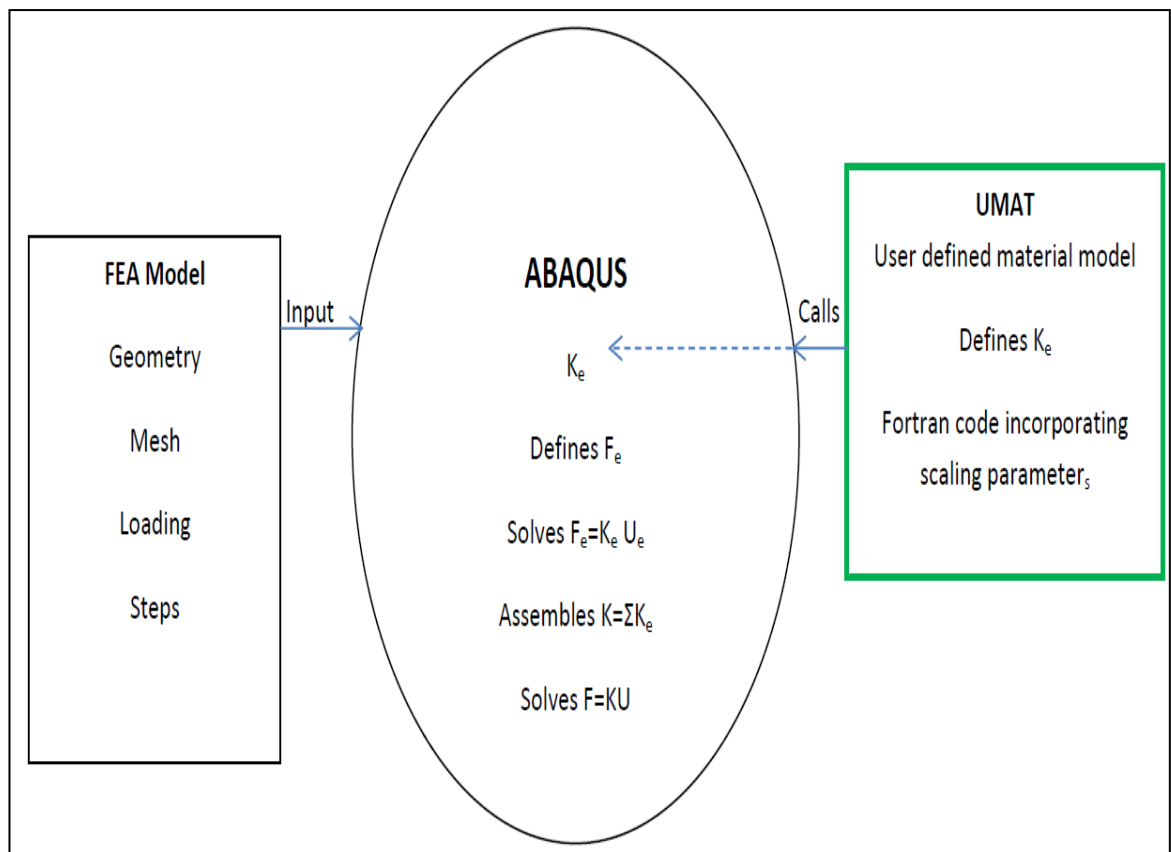 FEA Model
Geometry
Mesh
Loading
Steps
Input
ABAQUS
Kₑ
Defines Fₑ
Solves Fₑ=Kₑ Uₑ
Assembles K=ΣKₑ
Solves F=KU
Calls
UMAT
User defined material model
Defines Kₑ
Fortran code incorporating
scaling parameterₛ